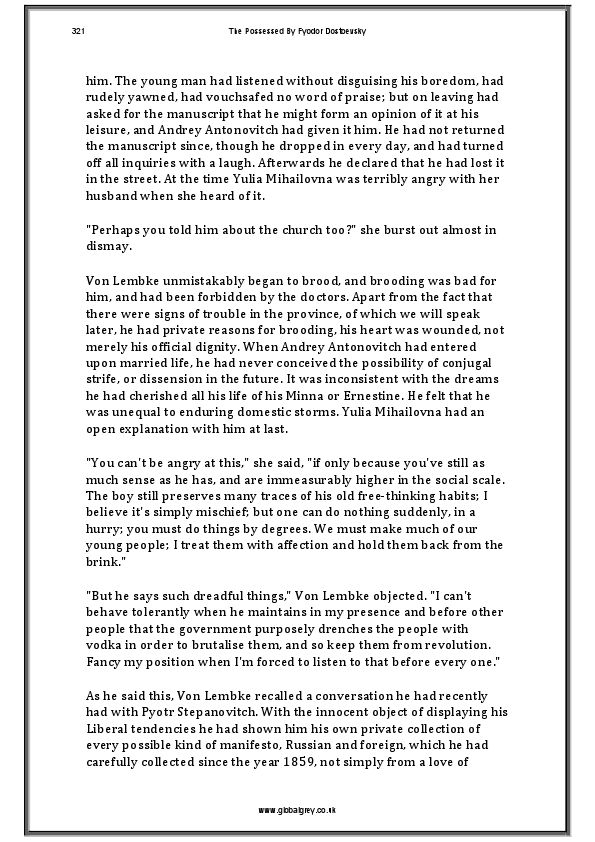 321 The Possessed By Fyodor Dostoevsky
him. The young man had listened without disguising his boredom, had
rudely yawned, had vouchsafed no word of praise; but on leaving had
asked for the manuscript that he might form an opinion of it at his
leisure, and Andrey Antonovitch had given it him. He had not returned
the manuscript since, though he dropped in every day, and had turned
off all inquiries with a laugh. Afterwards he declared that he had lost it
in the street. At the time Yulia Mihailovna was terribly angry with her
husband when she heard of it.
"Perhaps you told him about the church too?" she burst out almost in
dismay.
Von Lembke unmistakably began to brood, and brooding was bad for
him, and had been forbidden by the doctors. Apart from the fact that
there were signs of trouble in the province, of which we will speak
later, he had private reasons for brooding, his heart was wounded, not
merely his official dignity. When Andrey Antonovitch had entered
upon married life, he had never conceived the possibility of conjugal
strife, or dissension in the future. It was inconsistent with the dreams
he had cherished all his life of his Minna or Ernestine. He felt that he
was unequal to enduring domestic storms. Yulia Mihailovna had an
open explanation with him at last.
"You can't be angry at this," she said, "if only because you've still as
much sense as he has, and are immeasurably higher in the social scale.
The boy still preserves many traces of his old free-thinking habits; I
believe it's simply mischief; but one can do nothing suddenly, in a
hurry; you must do things by degrees. We must make much of our
young people; I treat them with affection and hold them back from the
brink."
"But he says such dreadful things," Von Lembke objected. "I can't
behave tolerantly when he maintains in my presence and before other
people that the government purposely drenches the people with
vodka in order to brutalise them, and so keep them from revolution.
Fancy my position when I'm forced to listen to that before every one."
As he said this, Von Lembke recalled a conversation he had recently
had with Pyotr Stepanovitch. With the innocent object of displaying his
Liberal tendencies he had shown him his own private collection of
every possible kind of manifesto, Russian and foreign, which he had
carefully collected since the year 1859, not simply from a love of
www.globalgrey.co.uk